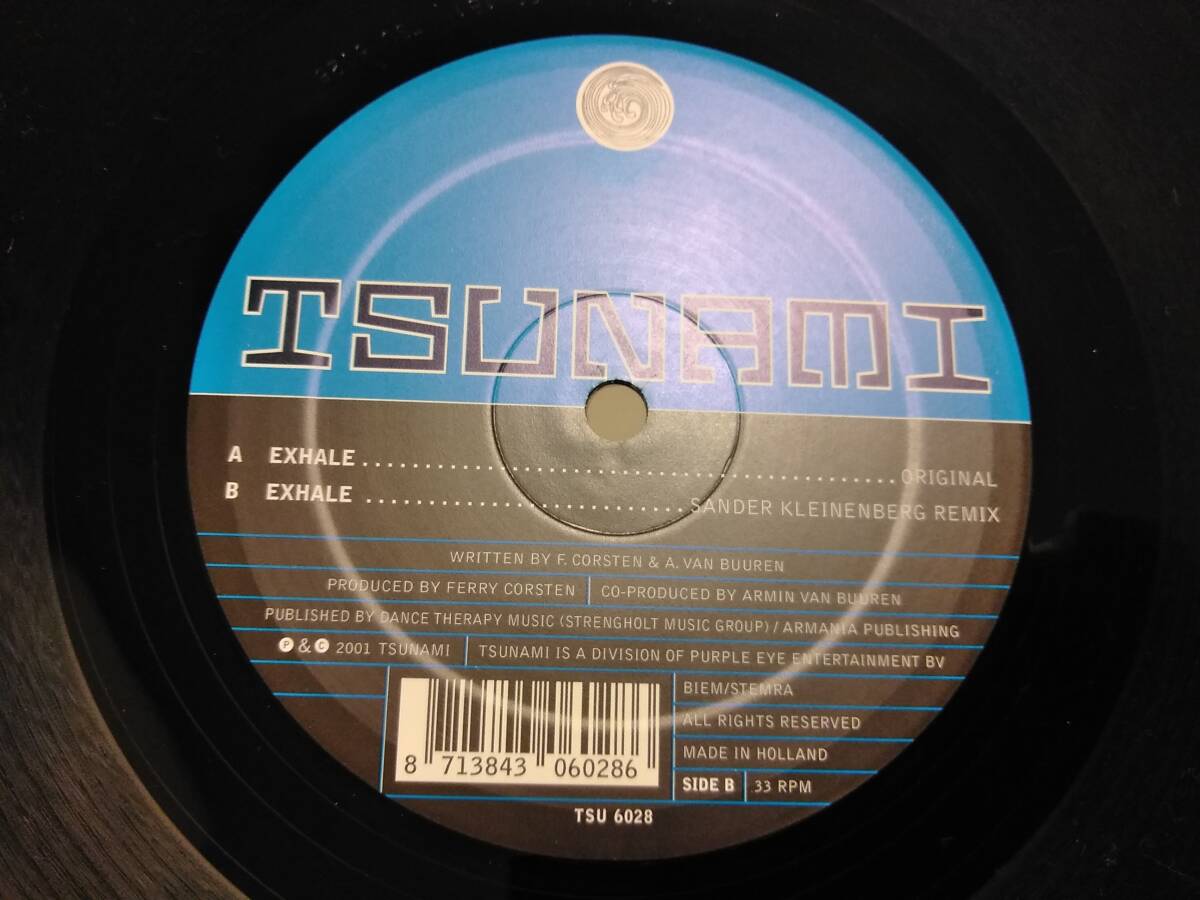 TSUNAMI
A EXHALE ........................................... ORIGINAL
B EXHALE .......................... SANDER KLEINENBERG REMIX
WRITTEN BY F. CORSTEN & A. VAN BUUREN
PRODUCED BY FERRY CORSTEN | CO-PRODUCED BY ARMIN VAN BUUREN
PUBLISHED BY DANCE THERAPY MUSIC (STRENGHOLT MUSIC GROUP) / ARMANIA PUBLISHING
Ⓟ & © 2001 TSUNAMI | TSUNAMI IS A DIVISION OF PURPLE EYE ENTERTAINMENT BV
BIEM/STEMRA
ALL RIGHTS RESERVED
MADE IN HOLLAND
SIDE B | 33 RPM
8 713843 060286
TSU 6028